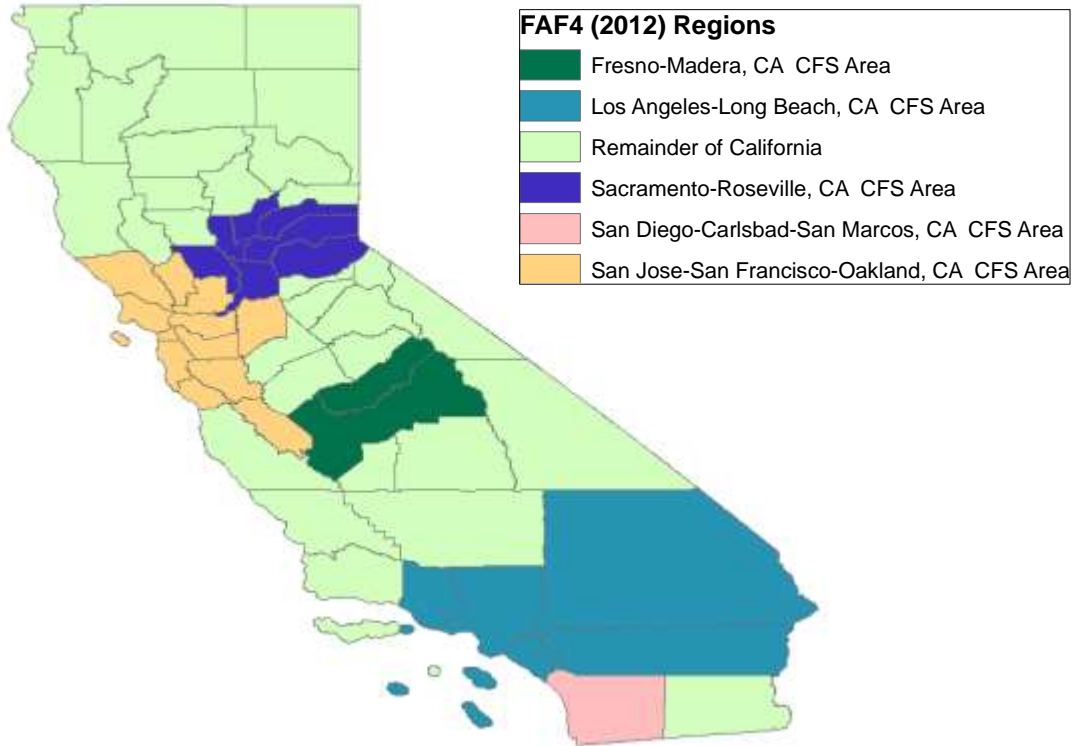 FAF4 (2012) Regions
Fresno-Madera, CA CFS Area
Los Angeles-Long Beach, CA CFS Area
Remainder of California
Sacramento-Roseville, CA CFS Area
San Diego-Carlsbad-San Marcos, CA CFS Area
San Jose-San Francisco-Oakland, CA CFS Area